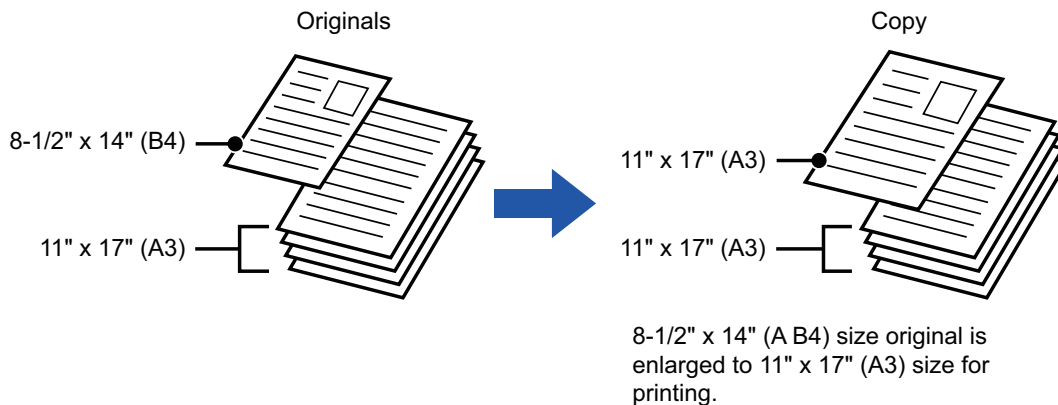 Originals
Copy
8-1/2" x 14" (B4)
11" x 17" (A3)
11" x 17" (A3)
11" x 17" (A3)
8-1/2" x 14" (A B4) size original is
enlarged to 11" x 17" (A3) size for
printing.